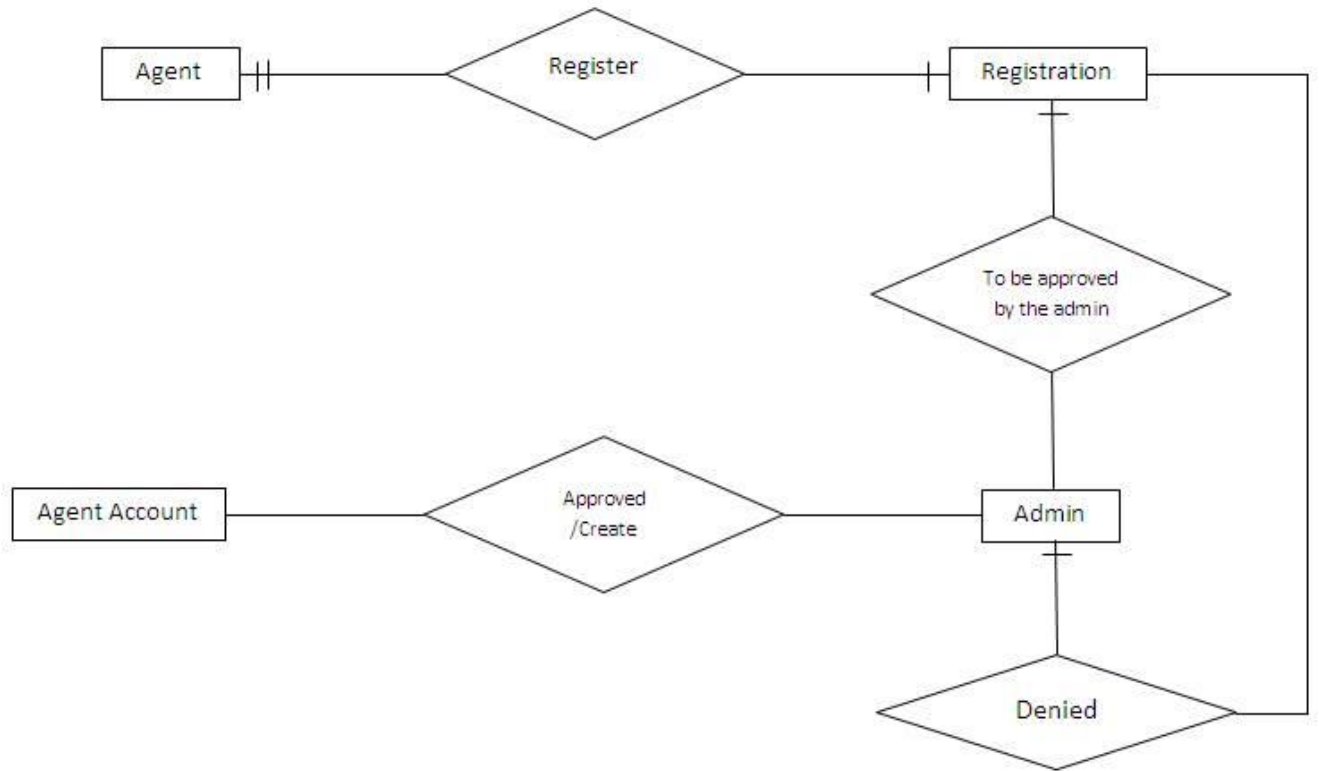 Agent
Register
Registration
To be approved
by the admin
Agent Account
Approved
/Create
Admin
Denied